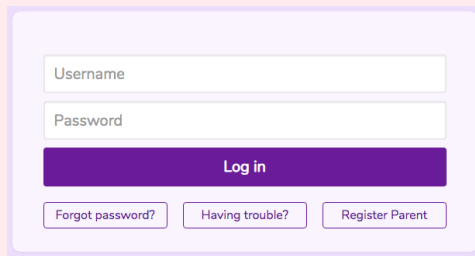 Username
Password
Log in
Forgot password? Having trouble? Register Parent